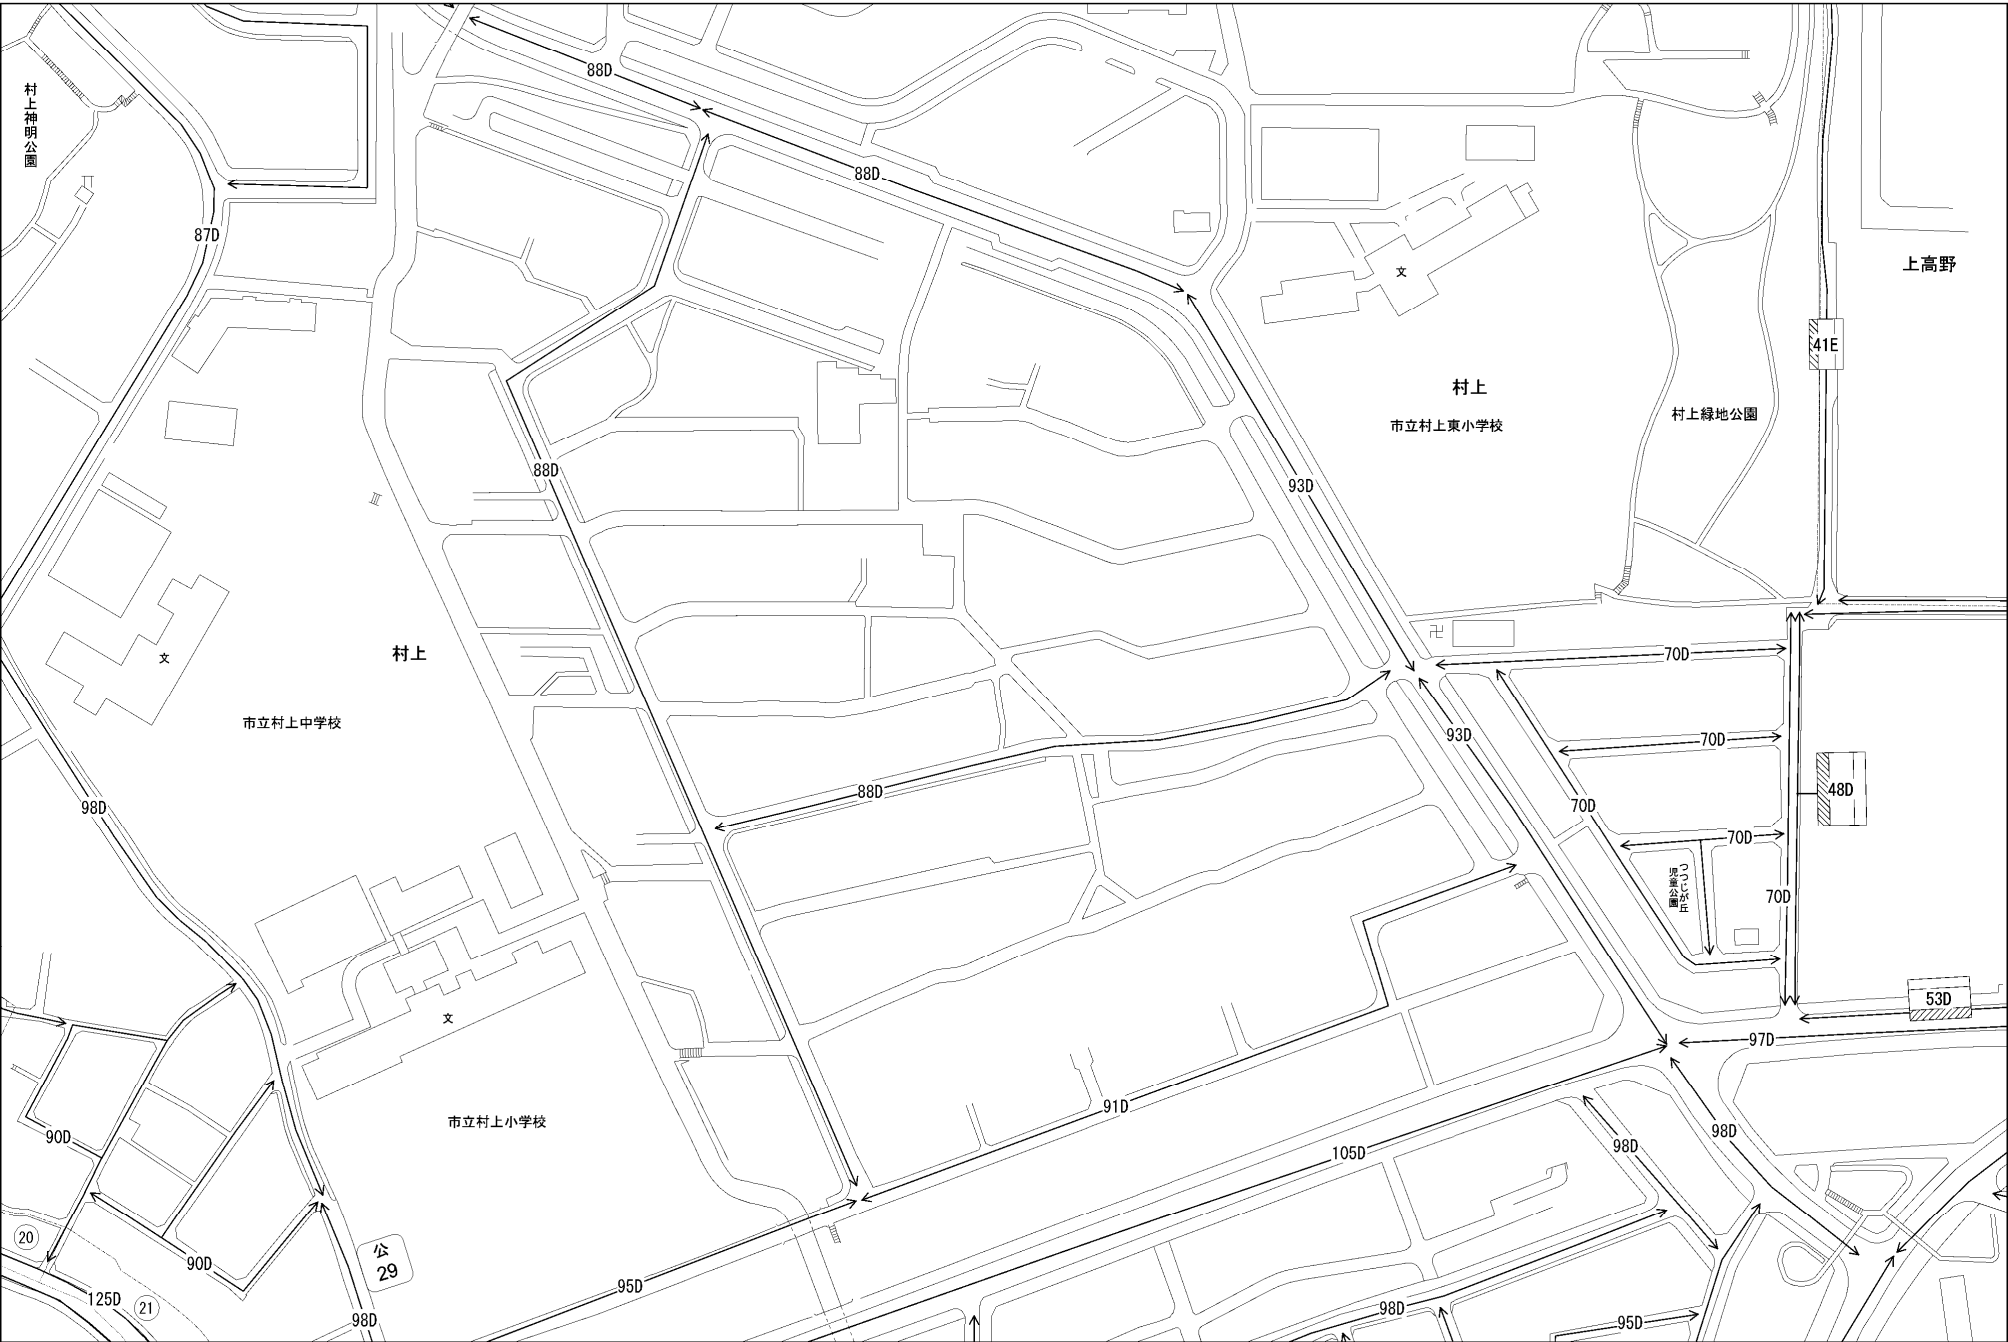 88D
村上神明公園
88D
87D
文
上高野
41E
村上
村上緑地公園
市立村上東小学校
88D
93D
卍
70D
村上
文
市立村上中学校
93D
70D
88D
48D
98D
70D
70D
つつじが丘
児童公園
70D
53D
文
97D
91D
市立村上小学校
98D
90D
98D
105D
20
公
29
90D
95D
125D
21
98D
98D
95D